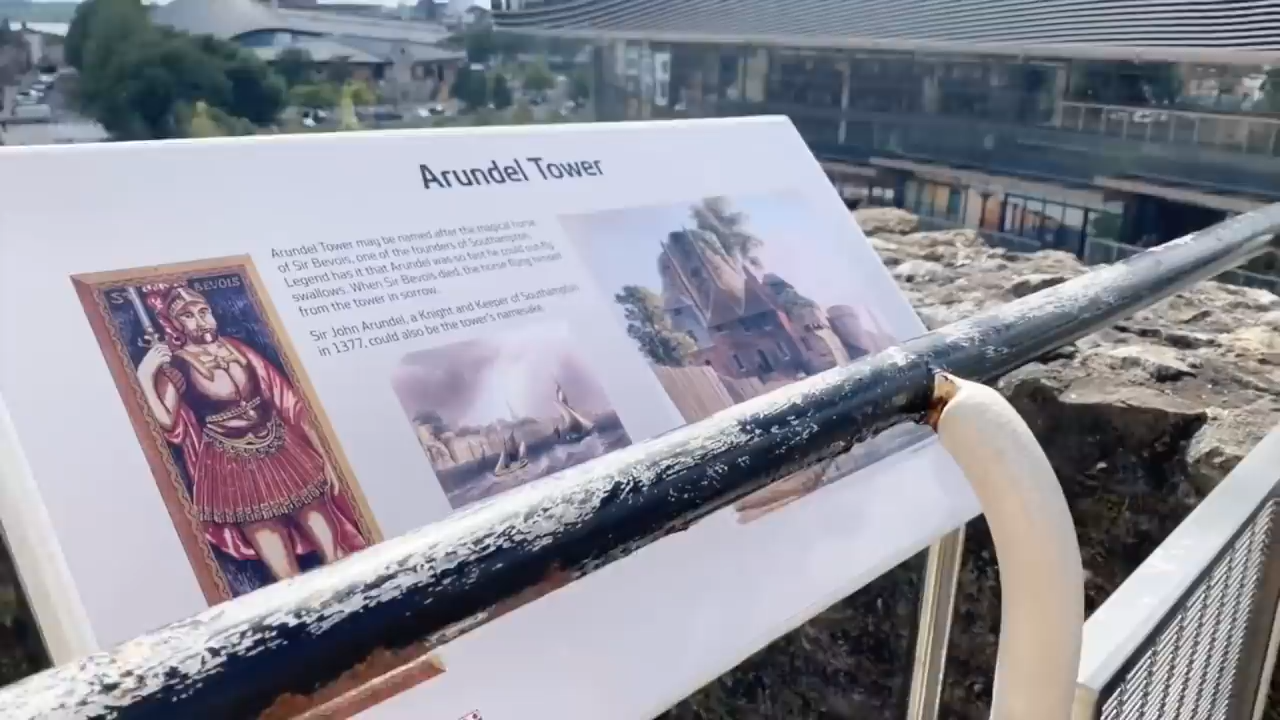 Arundel Tower
Arundel Tower may be named after the magical horse
of Sir Bevois, one of the founders of Southampton.
Legend has it that Arundel was so fast he could out-fly
swallows. When Sir Bevois died, the horse flung himself
from the tower in sorrow.
Sir John Arundel, a Knight and Keeper of Southampton
in 1377, could also be the tower's namesake.
SR BEVOIS